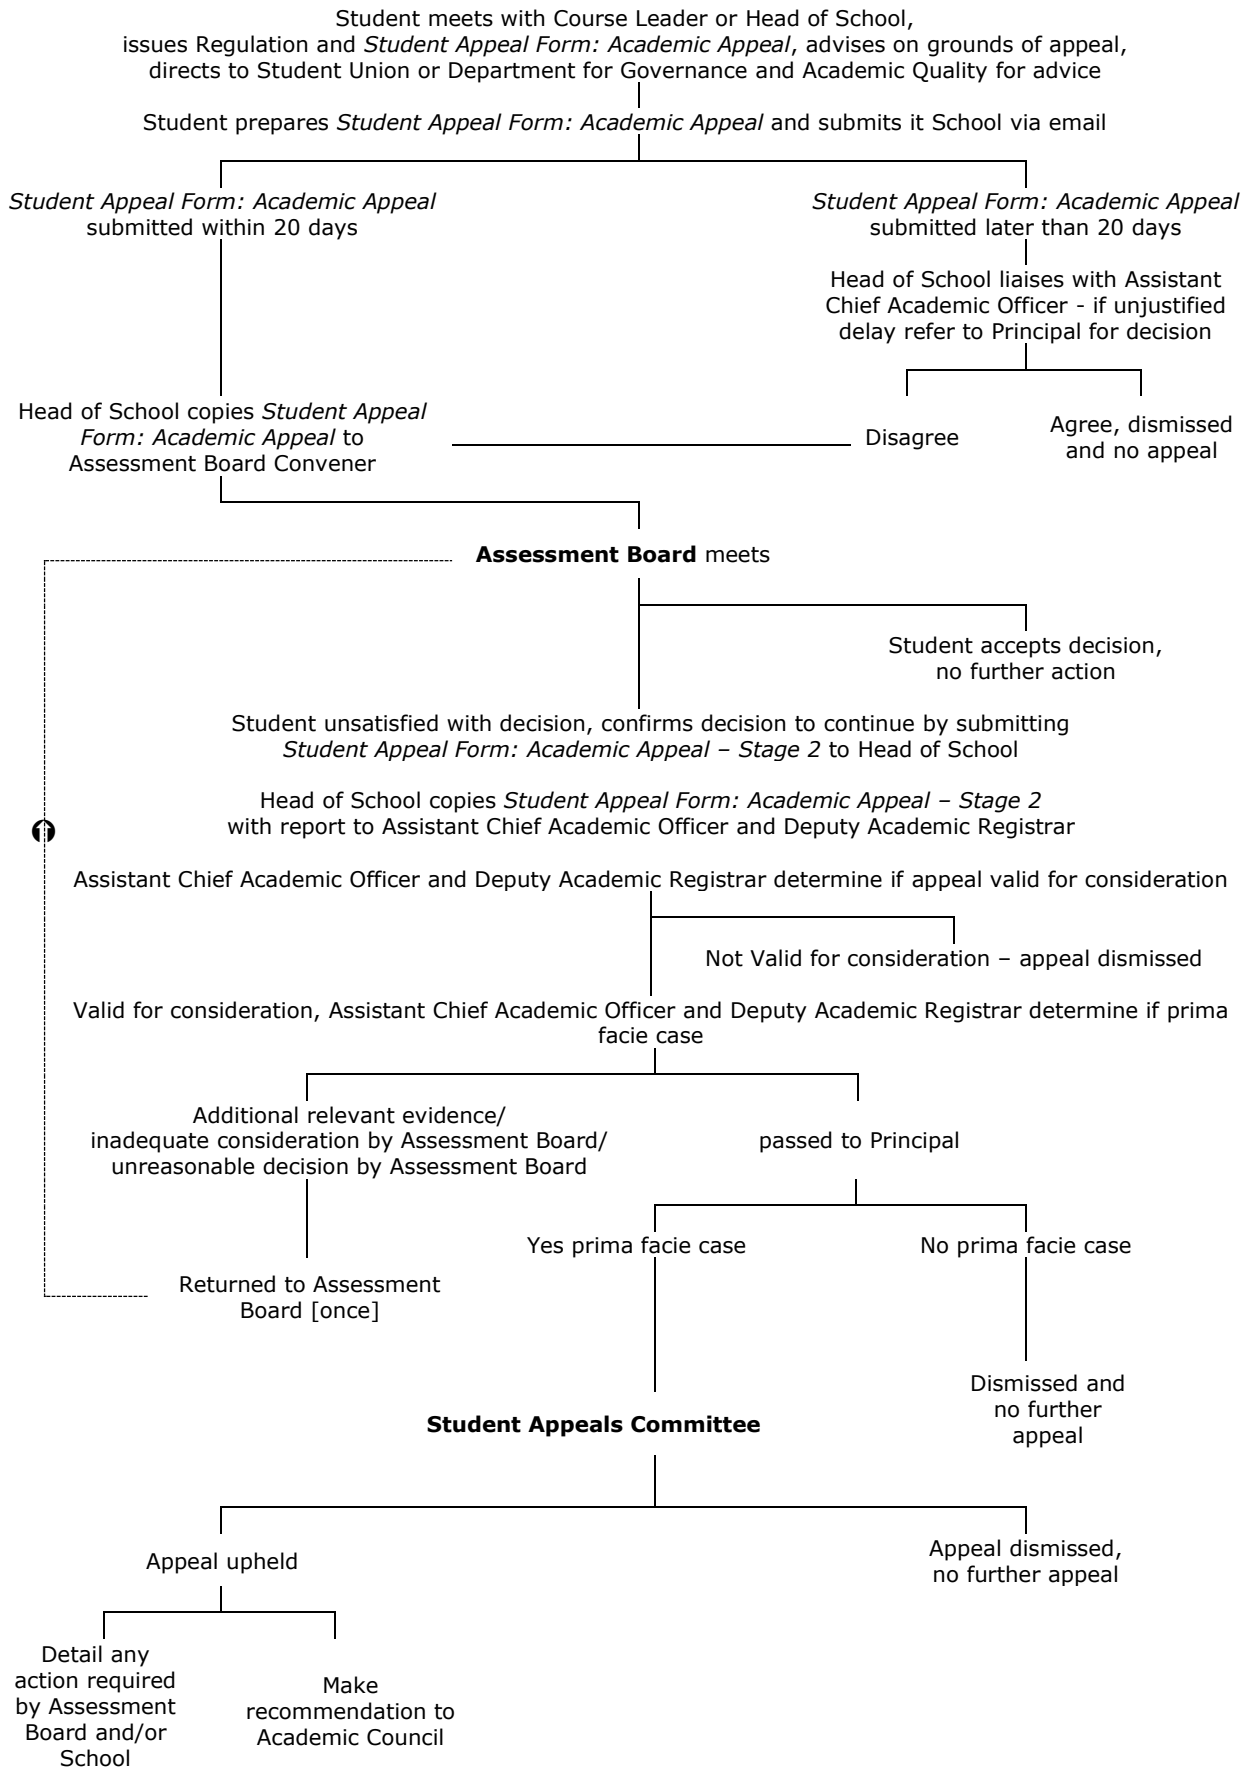 Student meets with Course Leader or Head of School,
issues Regulation and Student Appeal Form: Academic Appeal, advises on grounds of appeal,
directs to Student Union or Department for Governance and Academic Quality for advice
Student prepares Student Appeal Form: Academic Appeal and submits it School via email
Student Appeal Form: Academic Appeal
submitted within 20 days
Student Appeal Form: Academic Appeal
submitted later than 20 days
Head of School liaises with Assistant
Chief Academic Officer - if unjustified
delay refer to Principal for decision
Head of School copies Student Appeal
Form: Academic Appeal to
Assessment Board Convener
Disagree
Agree, dismissed
and no appeal
Assessment Board meets
Student accepts decision,
no further action
Student unsatisfied with decision, confirms decision to continue by submitting
Student Appeal Form: Academic Appeal – Stage 2 to Head of School
Head of School copies Student Appeal Form: Academic Appeal – Stage 2
with report to Assistant Chief Academic Officer and Deputy Academic Registrar
Assistant Chief Academic Officer and Deputy Academic Registrar determine if appeal valid for consideration
Not Valid for consideration – appeal dismissed
Valid for consideration, Assistant Chief Academic Officer and Deputy Academic Registrar determine if prima
facie case
Additional relevant evidence/
inadequate consideration by Assessment Board/
unreasonable decision by Assessment Board
passed to Principal
Yes prima facie case
No prima facie case
Returned to Assessment
Board [once]
Dismissed and
no further
appeal
Student Appeals Committee
Appeal upheld
Appeal dismissed,
no further appeal
Detail any
action required
by Assessment
Board and/or
School
Make
recommendation to
Academic Council